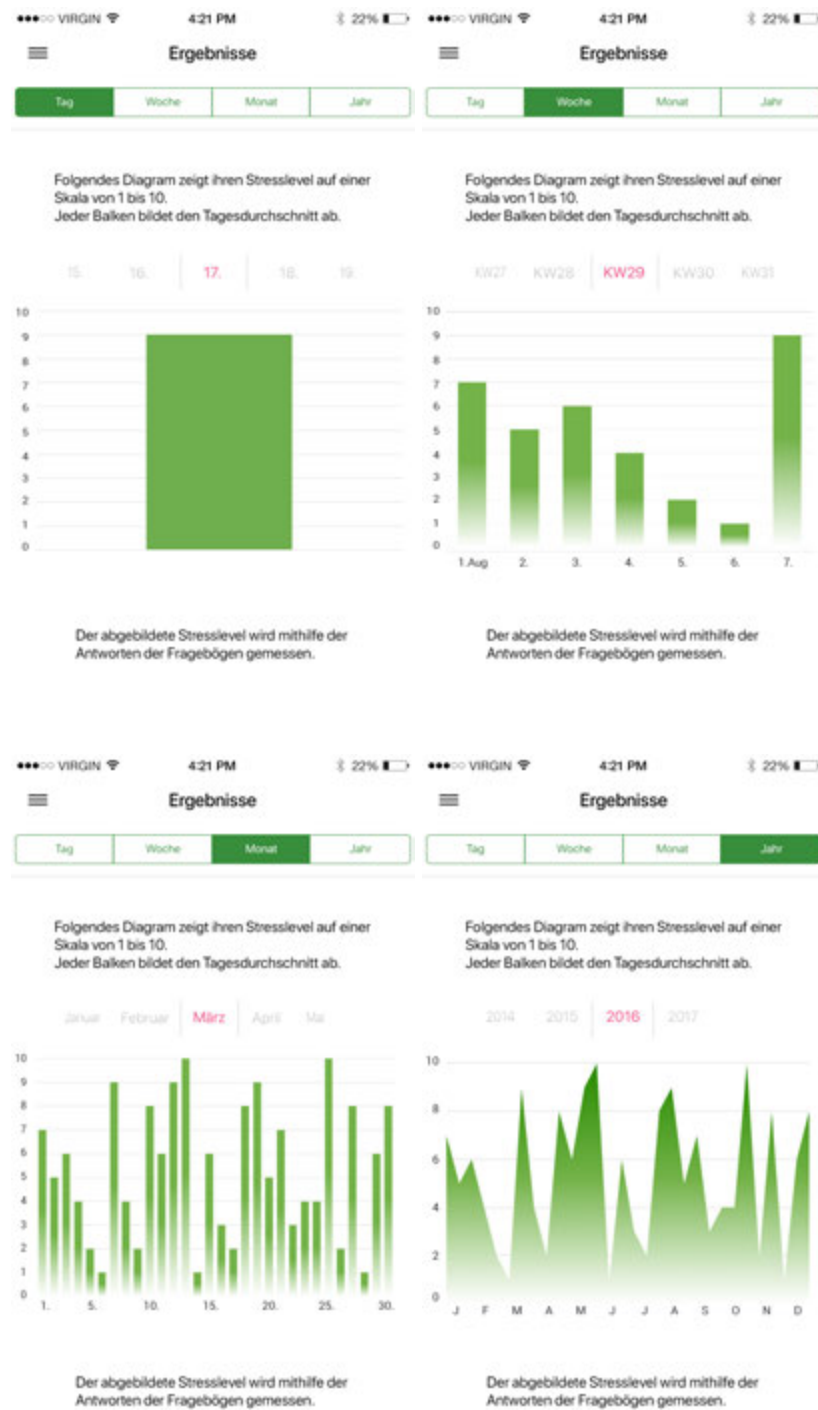 VIRGIN 4:21 PM 22%
Ergebnisse
Tag Woche Monat Jahr
Folgendes Diagram zeigt ihren Stresslevel auf einer
Skala von 1 bis 10.
Jeder Balken bildet den Tagesdurchschnitt ab.
15. 16. 17. 18. 19.
10
9
8
7
6
5
4
3
2
1
0
Der abgebildete Stresslevel wird mithilfe der
Antworten der Fragebögen gemessen.
VIRGIN 4:21 PM 22%
Ergebnisse
Tag Woche Monat Jahr
Folgendes Diagram zeigt ihren Stresslevel auf einer
Skala von 1 bis 10.
Jeder Balken bildet den Tagesdurchschnitt ab.
KW27 KW28 KW29 KW30 KW31
10
9
8
7
6
5
4
3
2
1
0
1.Aug 2. 3. 4. 5. 6. 7.
Der abgebildete Stresslevel wird mithilfe der
Antworten der Fragebögen gemessen.
VIRGIN 4:21 PM 22%
Ergebnisse
Tag Woche Monat Jahr
Folgendes Diagram zeigt ihren Stresslevel auf einer
Skala von 1 bis 10.
Jeder Balken bildet den Tagesdurchschnitt ab.
Januar Februar März April Mai
10
9
8
7
6
5
4
3
2
1
0
1. 5. 10. 15. 20. 25. 30.
Der abgebildete Stresslevel wird mithilfe der
Antworten der Fragebögen gemessen.
VIRGIN 4:21 PM 22%
Ergebnisse
Tag Woche Monat Jahr
Folgendes Diagram zeigt ihren Stresslevel auf einer
Skala von 1 bis 10.
Jeder Balken bildet den Tagesdurchschnitt ab.
2014 2015 2016 2017
10
8
6
4
2
0
J F M A M J J A S O N D
Der abgebildete Stresslevel wird mithilfe der
Antworten der Fragebögen gemessen.